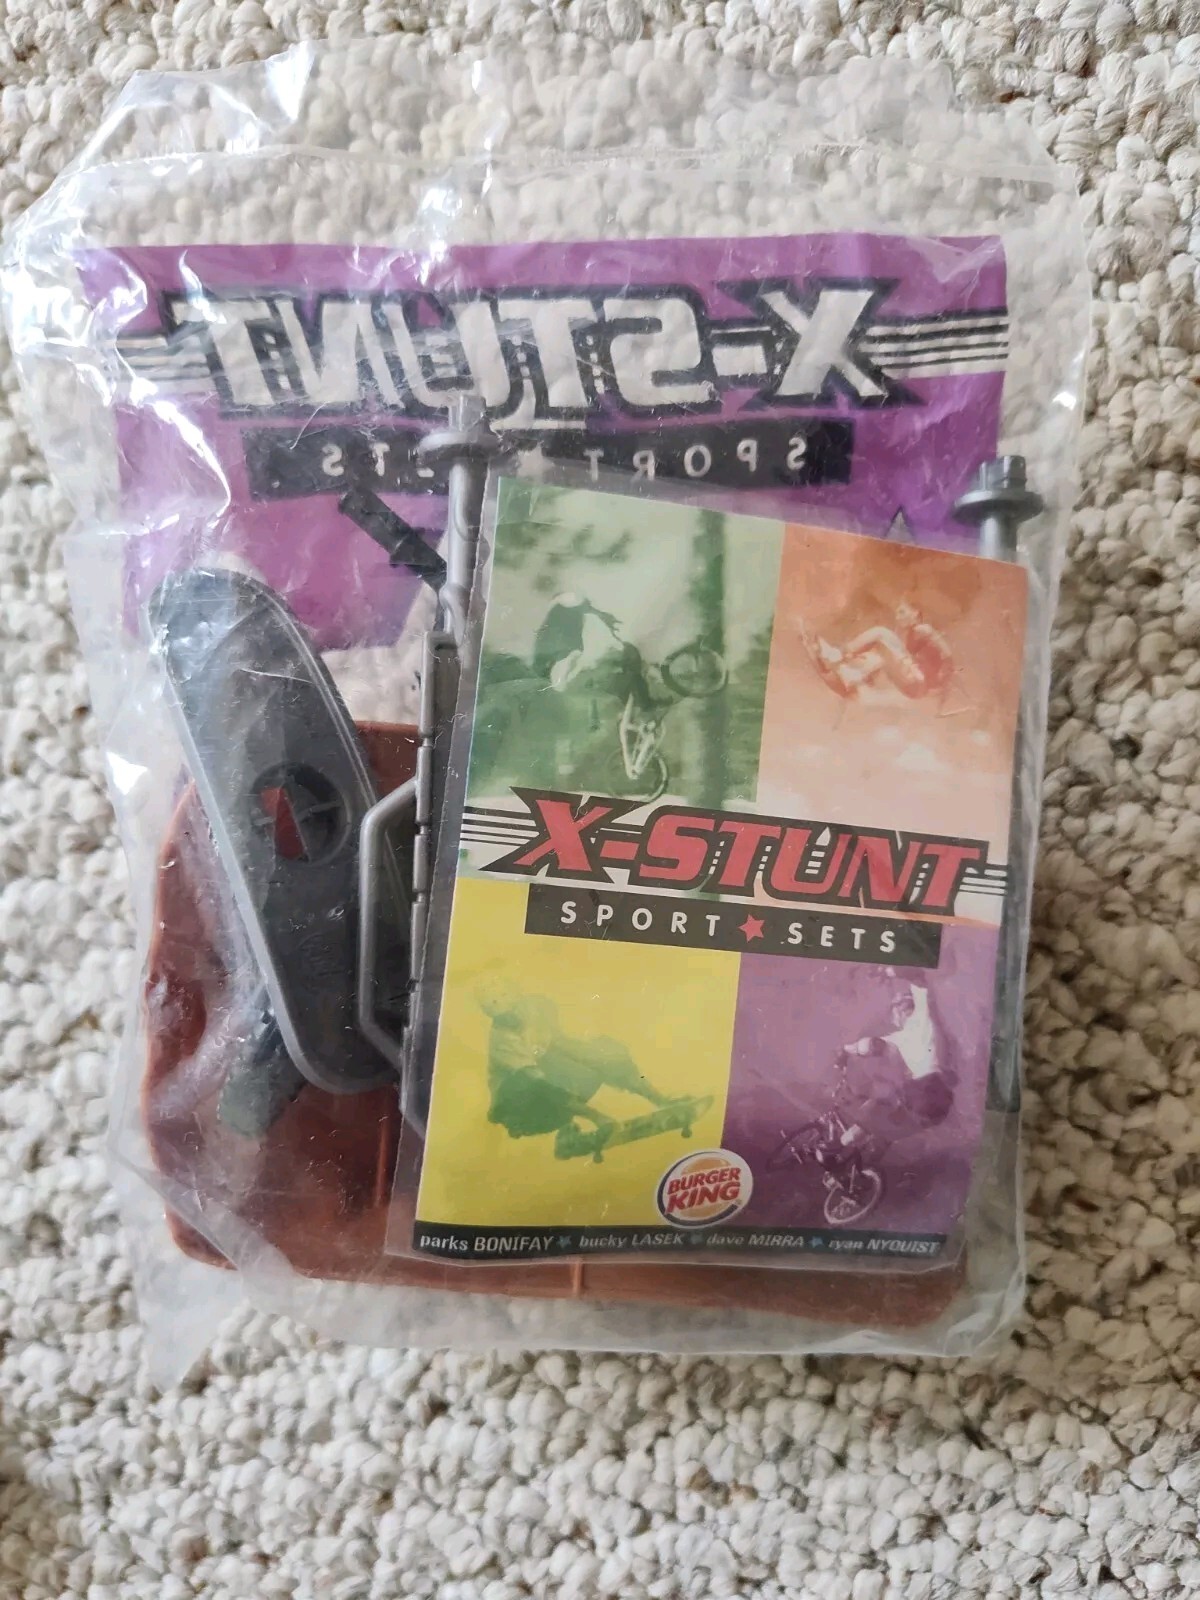 X-STUNT
SPORT SETS
X-STUNT
SPORT★SETS
BURGER
KING
parks BONIFAY ★ bucky LASEK ★ dave MIRRA ★ ryan NYQUIST